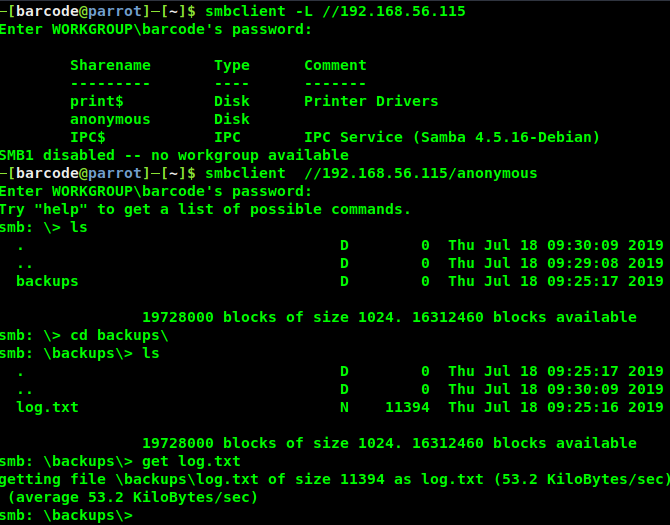 ─[barcode@parrot]─[~]$ smbclient -L //192.168.56.115
Enter WORKGROUP\barcode's password:
Sharename Type Comment
--------- ---- -------
print$ Disk Printer Drivers
anonymous Disk
IPC$ IPC IPC Service (Samba 4.5.16-Debian)
SMB1 disabled -- no workgroup available
─[barcode@parrot]─[~]$ smbclient //192.168.56.115/anonymous
Enter WORKGROUP\barcode's password:
Try "help" to get a list of possible commands.
smb: \> ls
. D 0 Thu Jul 18 09:30:09 2019
.. D 0 Thu Jul 18 09:29:08 2019
backups D 0 Thu Jul 18 09:25:17 2019
19728000 blocks of size 1024. 16312460 blocks available
smb: \> cd backups\
smb: \backups\> ls
. D 0 Thu Jul 18 09:25:17 2019
.. D 0 Thu Jul 18 09:30:09 2019
log.txt N 11394 Thu Jul 18 09:25:16 2019
19728000 blocks of size 1024. 16312460 blocks available
smb: \backups\> get log.txt
getting file \backups\log.txt of size 11394 as log.txt (53.2 KiloBytes/sec)
(average 53.2 KiloBytes/sec)
smb: \backups\>